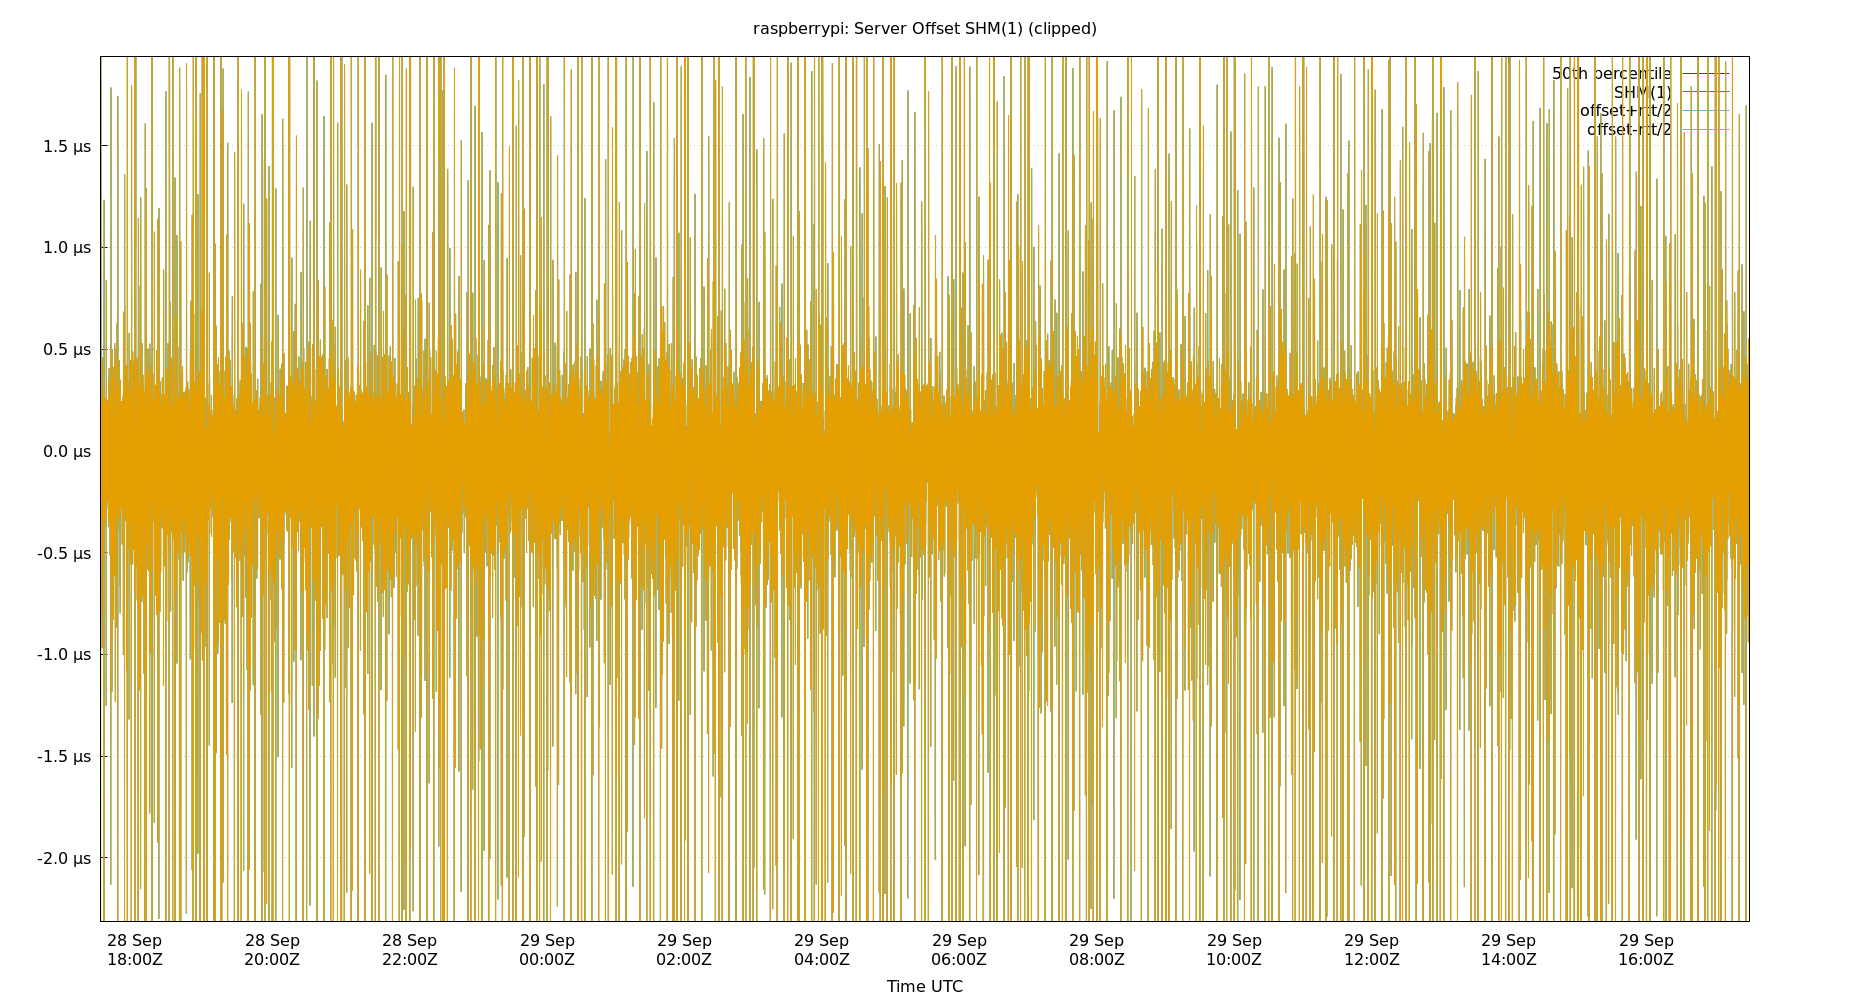 raspberrypi: Server Offset SHM(1) (clipped)
50th percentile
SHM(1)
offset+rtt/2
offset-rtt/2
1.5 µs
1.0 µs
0.5 µs
0.0 µs
-0.5 µs
-1.0 µs
-1.5 µs
-2.0 µs
28 Sep 28 Sep 28 Sep 29 Sep 29 Sep 29 Sep 29 Sep 29 Sep 29 Sep 29 Sep 29 Sep 29 Sep
18:00Z 20:00Z 22:00Z 00:00Z 02:00Z 04:00Z 06:00Z 08:00Z 10:00Z 12:00Z 14:00Z 16:00Z
Time UTC